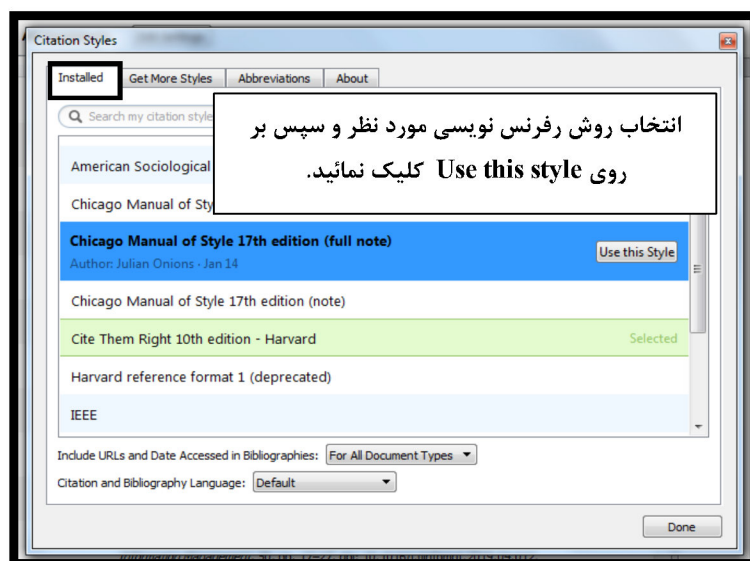 Citation Styles
Installed
Get More Styles
Abbreviations
About
Search my citation style
انتخاب روش رفرنس نویسی مورد نظر و سپس بر
روی Use this style کلیک نمائید.
American Sociological
Chicago Manual of Sty
Chicago Manual of Style 17th edition (full note)
Author: Julian Onions · Jan 14
Use this Style
Chicago Manual of Style 17th edition (note)
Cite Them Right 10th edition - Harvard
Selected
Harvard reference format 1 (deprecated)
IEEE
Include URLs and Date Accessed in Bibliographies: For All Document Types
Citation and Bibliography Language: Default
Done